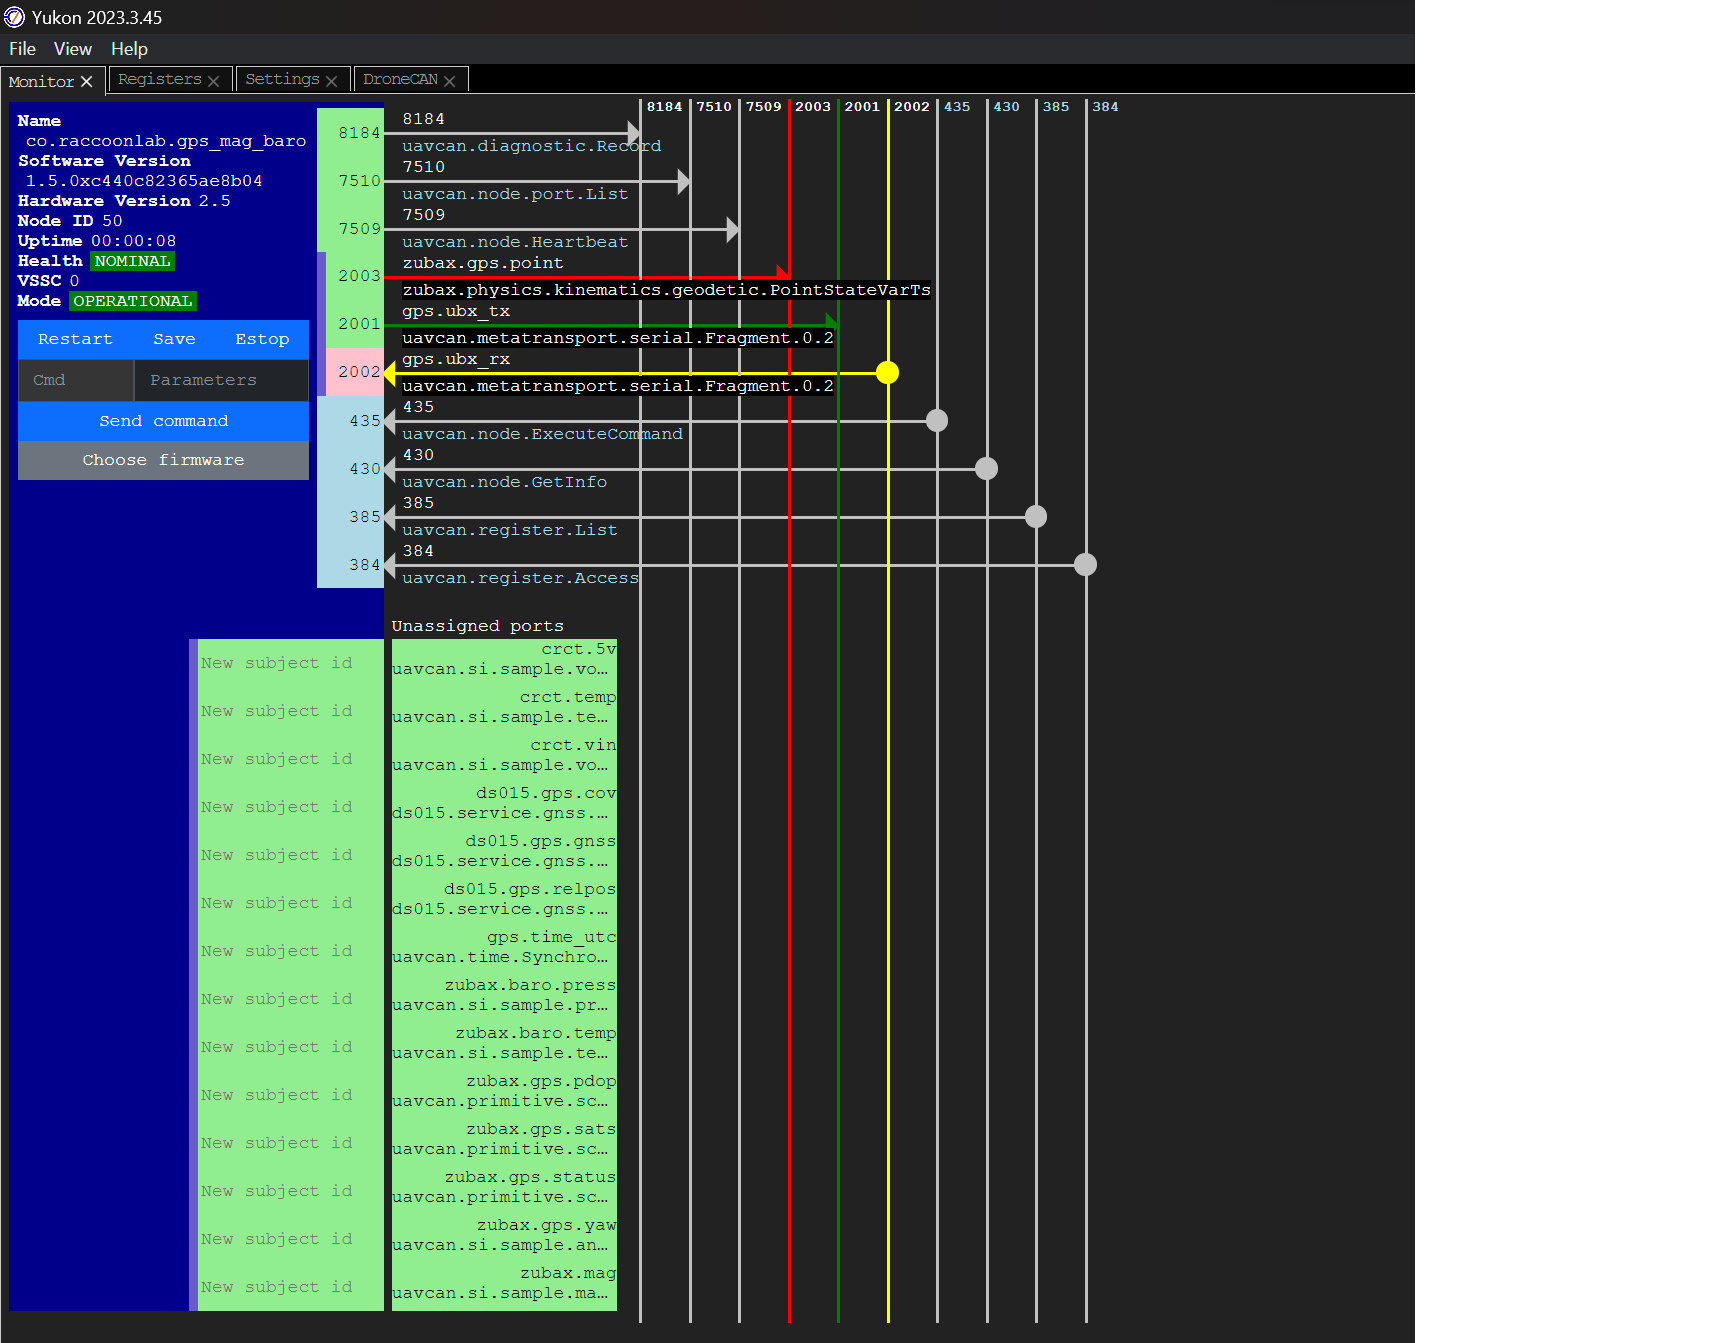 Yukon 2023.3.45
File View Help
Monitor Registers Settings DroneCAN
8184 7510 7509 2003 2001 2002 435 430 385 384
Name
co.raccoonlab.gps_mag_baro
Software Version
1.5.0xc440c82365ae8b04
Hardware Version 2.5
Node ID 50
Uptime 00:00:08
Health NOMINAL
VSSC 0
Mode OPERATIONAL
Restart Save Estop
Cmd Parameters
Send command
Choose firmware
8184 8184
uavcan.diagnostic.Record
7510 7510
uavcan.node.port.List
7509 7509
uavcan.node.Heartbeat
2003 zubax.gps.point
zubax.physics.kinematics.geodetic.PointStateVarTs
2001 gps.ubx_tx
uavcan.metatransport.serial.Fragment.0.2
2002 gps.ubx_rx
uavcan.metatransport.serial.Fragment.0.2
435 435
uavcan.node.ExecuteCommand
430 430
uavcan.node.GetInfo
385 385
uavcan.register.List
384 384
uavcan.register.Access
Unassigned ports
New subject id crct.5v
uavcan.si.sample.vo…
New subject id crct.temp
uavcan.si.sample.te…
New subject id crct.vin
uavcan.si.sample.vo…
New subject id ds015.gps.cov
ds015.service.gnss.…
New subject id ds015.gps.gnss
ds015.service.gnss.…
New subject id ds015.gps.relpos
ds015.service.gnss.…
New subject id gps.time_utc
uavcan.time.Synchro…
New subject id zubax.baro.press
uavcan.si.sample.pr…
New subject id zubax.baro.temp
uavcan.si.sample.te…
New subject id zubax.gps.pdop
uavcan.primitive.sc…
New subject id zubax.gps.sats
uavcan.primitive.sc…
New subject id zubax.gps.status
uavcan.primitive.sc…
New subject id zubax.gps.yaw
uavcan.si.sample.an…
New subject id zubax.mag
uavcan.si.sample.ma…